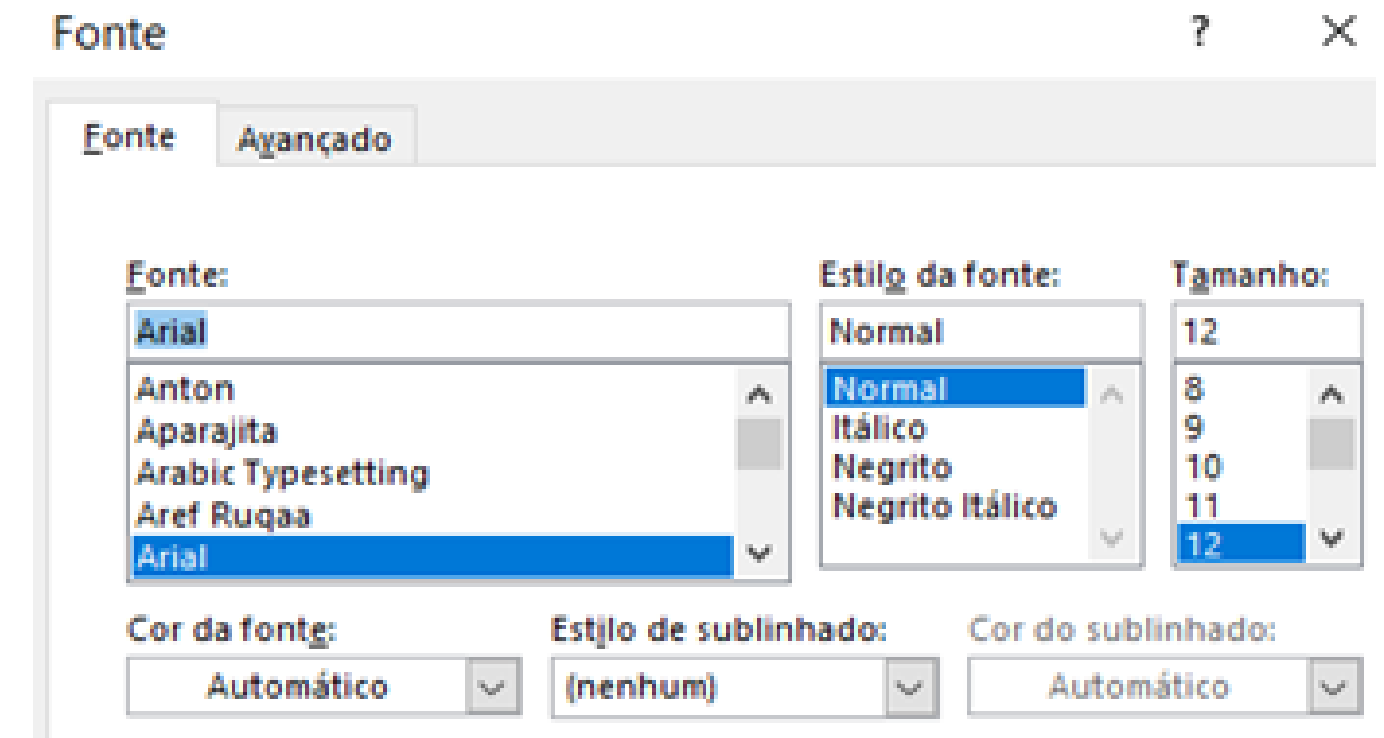 Fonte ?
Fonte Avançado
Fonte: Estilo da fonte: Tamanho:
Arial Normal 12
Anton Normal 8
Aparajita Itálico 9
Arabic Typesetting Negrito 10
Aref Ruqaa Negrito Itálico 11
Arial 12
Cor da fonte: Estilo de sublinhado: Cor do sublinhado:
Automático (nenhum) Automático